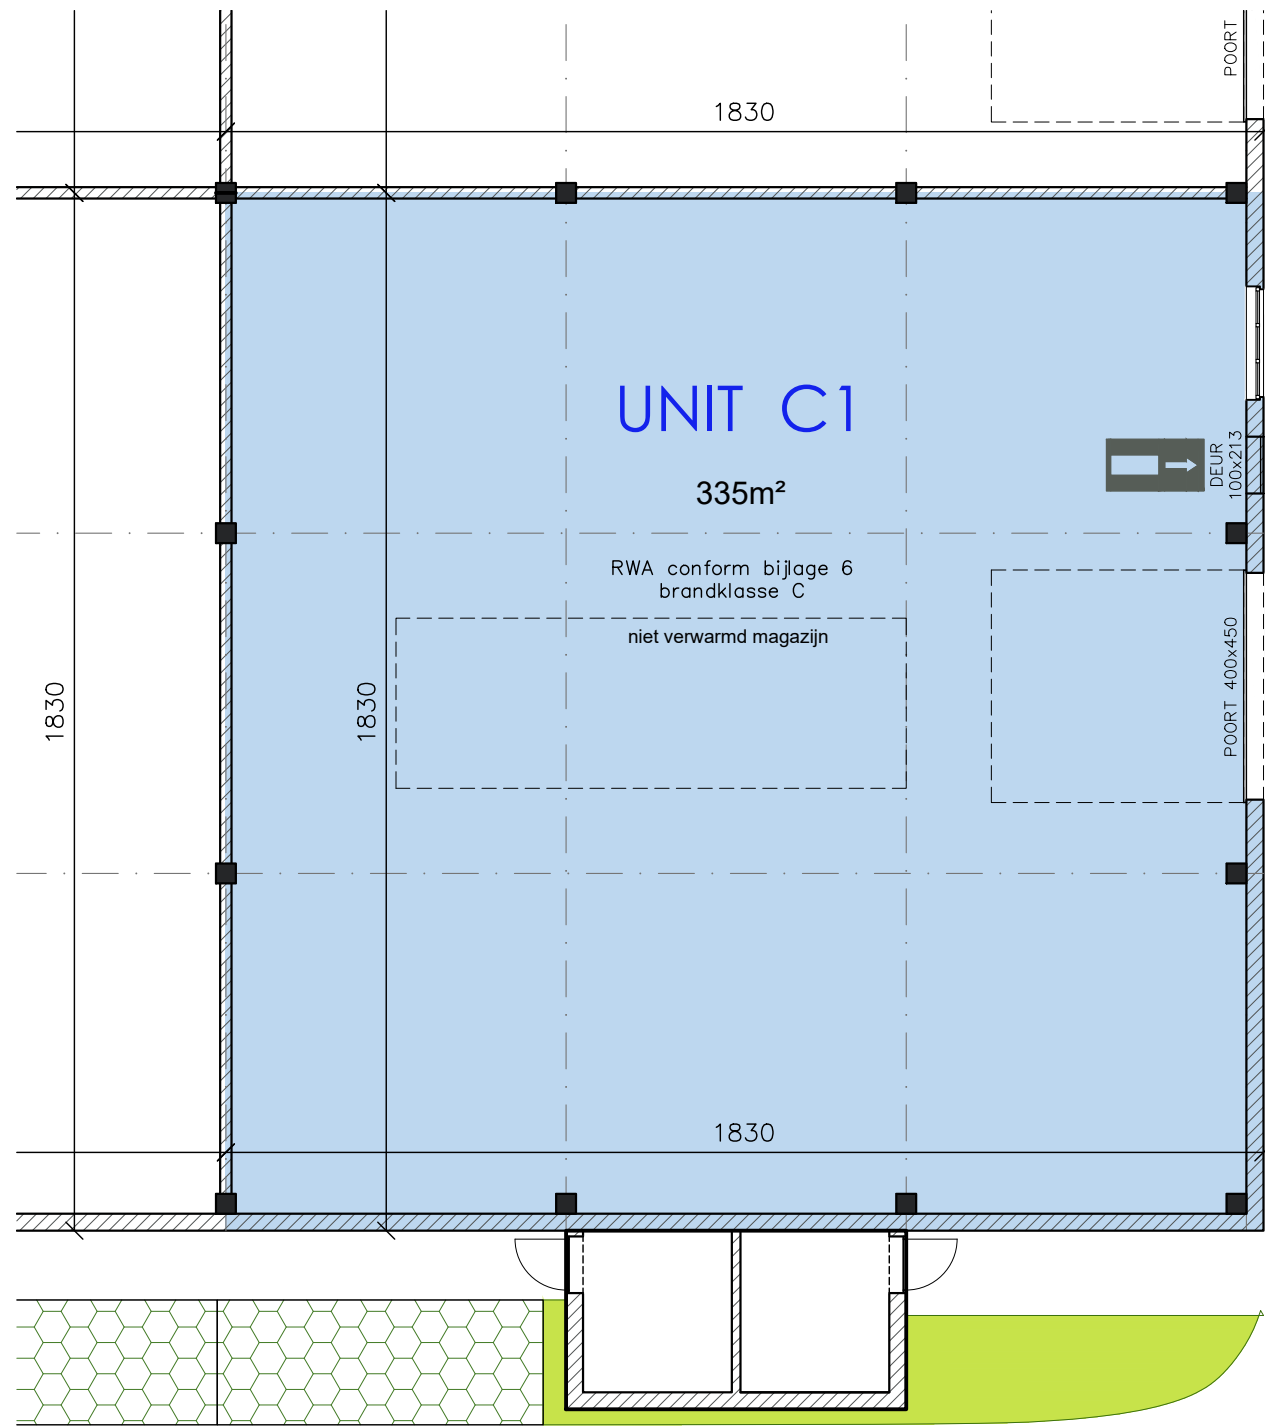 POORT
1830
UNIT C1
DEUR
100x213
335m²
RWA conform bijlage 6
brandklasse C
niet verwarmd magazijn
POORT 400x450
1830
1830
1830